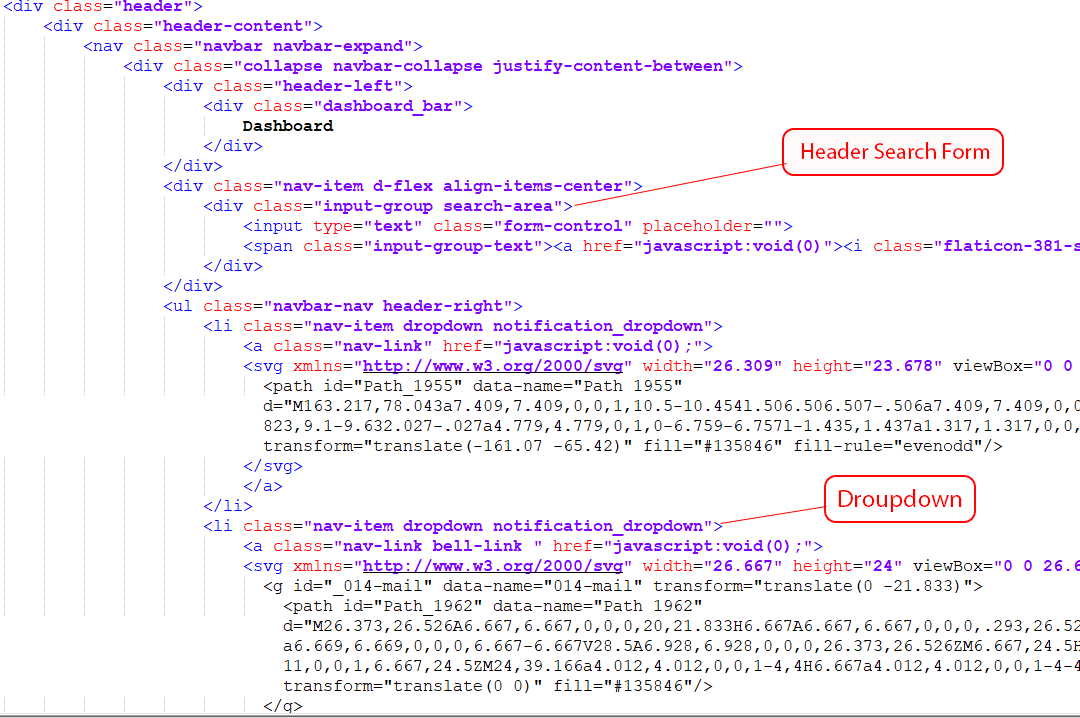 <div class="header">
<div class="header-content">
<nav class="navbar navbar-expand">
<div class="collapse navbar-collapse justify-content-between">
<div class="header-left">
<div class="dashboard_bar">
Dashboard
</div>
</div>
Header Search Form
<div class="nav-item d-flex align-items-center">
<div class="input-group search-area">
<input type="text" class="form-control" placeholder="">
<span class="input-group-text"><a href="javascript:void(0)"><i class="flaticon-381-s
</div>
</div>
<ul class="navbar-nav header-right">
<li class="nav-item dropdown notification_dropdown">
<a class="nav-link" href="javascript:void(0);">
<svg xmlns="http://www.w3.org/2000/svg" width="26.309" height="23.678" viewBox="0 0
<path id="Path_1955" data-name="Path 1955"
d="M163.217,78.043a7.409,7.409,0,0,1,10.5-10.454l.506.506.507-.506a7.409,7.409,0,0
823,9.1-9.632.027-.027a4.779,4.779,0,1,0-6.759-6.757l-1.435,1.437a1.317,1.317,0,0,
transform="translate(-161.07 -65.42)" fill="#135846" fill-rule="evenodd"/>
</svg>
</a>
</li>
Droupdown
<li class="nav-item dropdown notification_dropdown">
<a class="nav-link bell-link " href="javascript:void(0);">
<svg xmlns="http://www.w3.org/2000/svg" width="26.667" height="24" viewBox="0 0 26.6
<g id="_014-mail" data-name="014-mail" transform="translate(0 -21.833)">
<path id="Path_1962" data-name="Path 1962"
d="M26.373,26.526A6.667,6.667,0,0,0,20,21.833H6.667A6.667,6.667,0,0,0,.293,26.52
a6.669,6.669,0,0,0,6.667-6.667V28.5A6.928,6.928,0,0,0,26.373,26.526ZM6.667,24.5H
11,0,0,1,6.667,24.5ZM24,39.166a4.012,4.012,0,0,1-4,4H6.667a4.012,4.012,0,0,1-4-4
transform="translate(0 0)" fill="#135846"/>
</g>